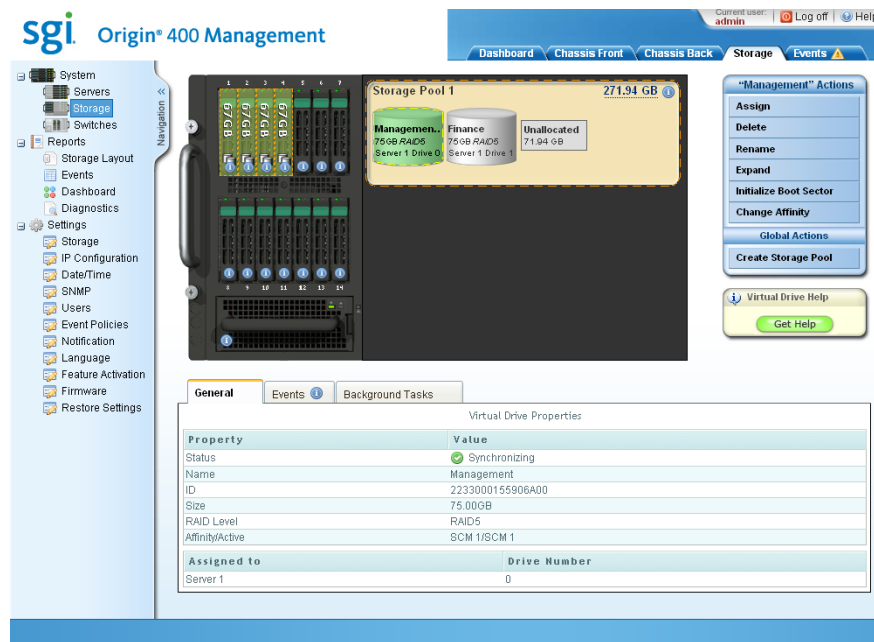 sgi Origin® 400 Management
Current user:
admin
Log off
Help
Dashboard
Chassis Front
Chassis Back
Storage
Events
System
Servers
Storage
Switches
Reports
Storage Layout
Events
Dashboard
Diagnostics
Settings
Storage
IP Configuration
Date/Time
SNMP
Users
Event Policies
Notification
Language
Feature Activation
Firmware
Restore Settings
«
Navigation
1 2 3 4 5 6 7
67GB 67GB 67GB 67GB
8 9 10 11 12 13 14
Storage Pool 1
271.94 GB
Managemen..
75GB RAID5
Server 1 Drive 0
Finance
75GB RAID5
Server 1 Drive 1
Unallocated
71.94 GB
"Management" Actions
Assign
Delete
Rename
Expand
Initialize Boot Sector
Change Affinity
Global Actions
Create Storage Pool
Virtual Drive Help
Get Help
General
Events
Background Tasks
Virtual Drive Properties
Property Value
Status Synchronizing
Name Management
ID 2233000155906A00
Size 75.00GB
RAID Level RAID5
Affinity/Active SCM 1/SCM 1
Assigned to Drive Number
Server 1 0